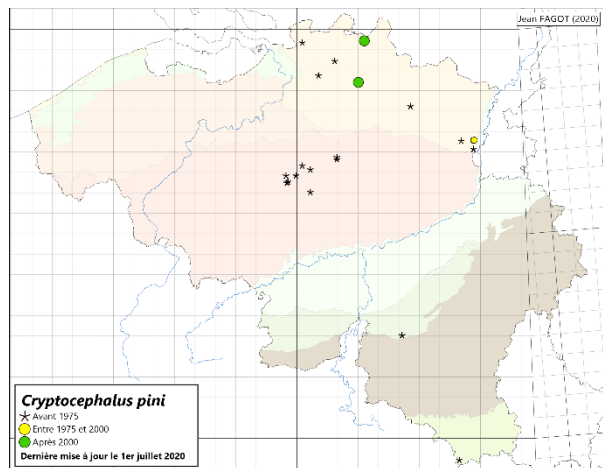 Jean FAGOT (2020)
Cryptocephalus pini
Avant 1975
Entre 1975 et 2000
Après 2000
Dernière mise à jour le 1er juillet 2020